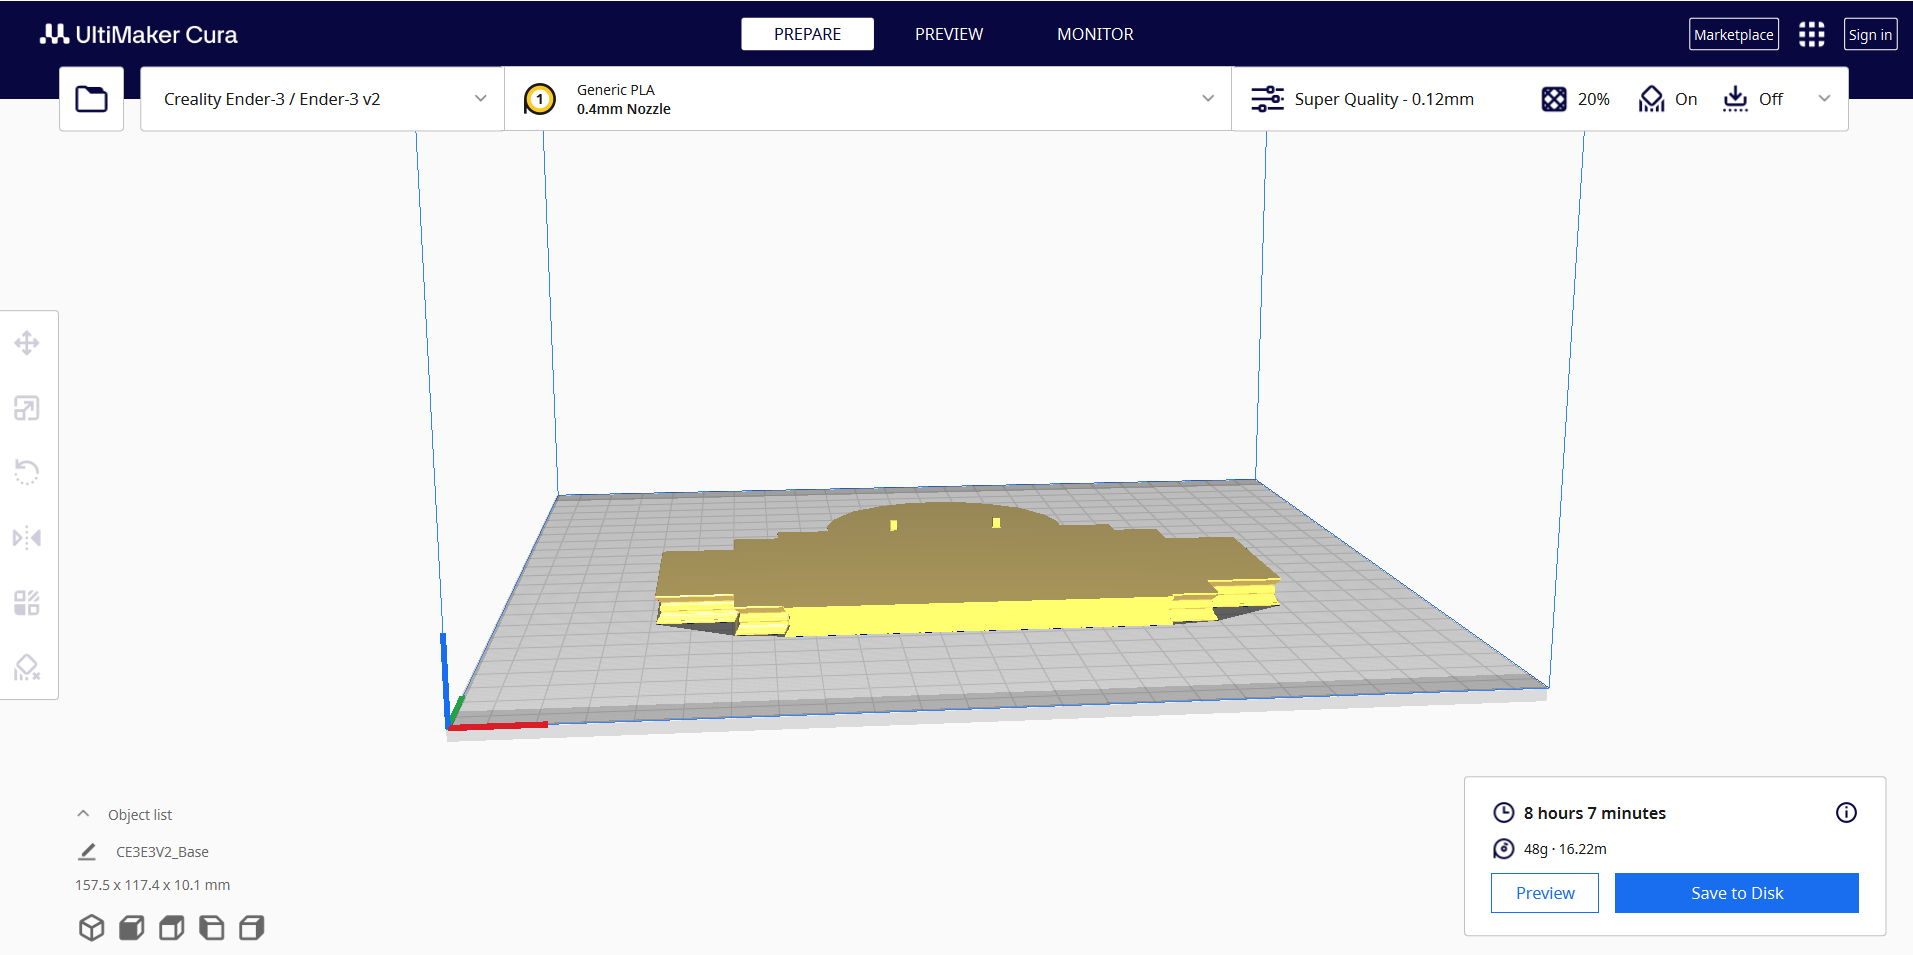 UltiMaker Cura
PREPARE
PREVIEW
MONITOR
Marketplace
Sign in
Creality Ender-3 / Ender-3 v2
1
Generic PLA
0.4mm Nozzle
Super Quality - 0.12mm
20%
On
Off
Object list
CE3E3V2_Base
157.5 x 117.4 x 10.1 mm
8 hours 7 minutes
48g · 16.22m
Preview
Save to Disk